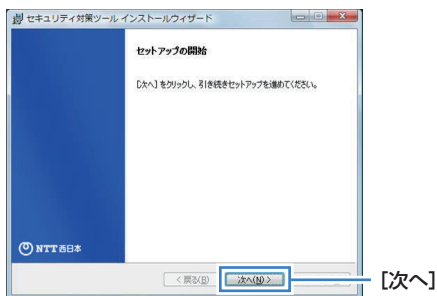 セキュリティ対策ツール インストールウィザード
セットアップの開始
[次へ] をクリックし、引き続きセットアップを進めてください。
NTT 西日本
< 戻る(B)
次へ(N) >
[次へ]